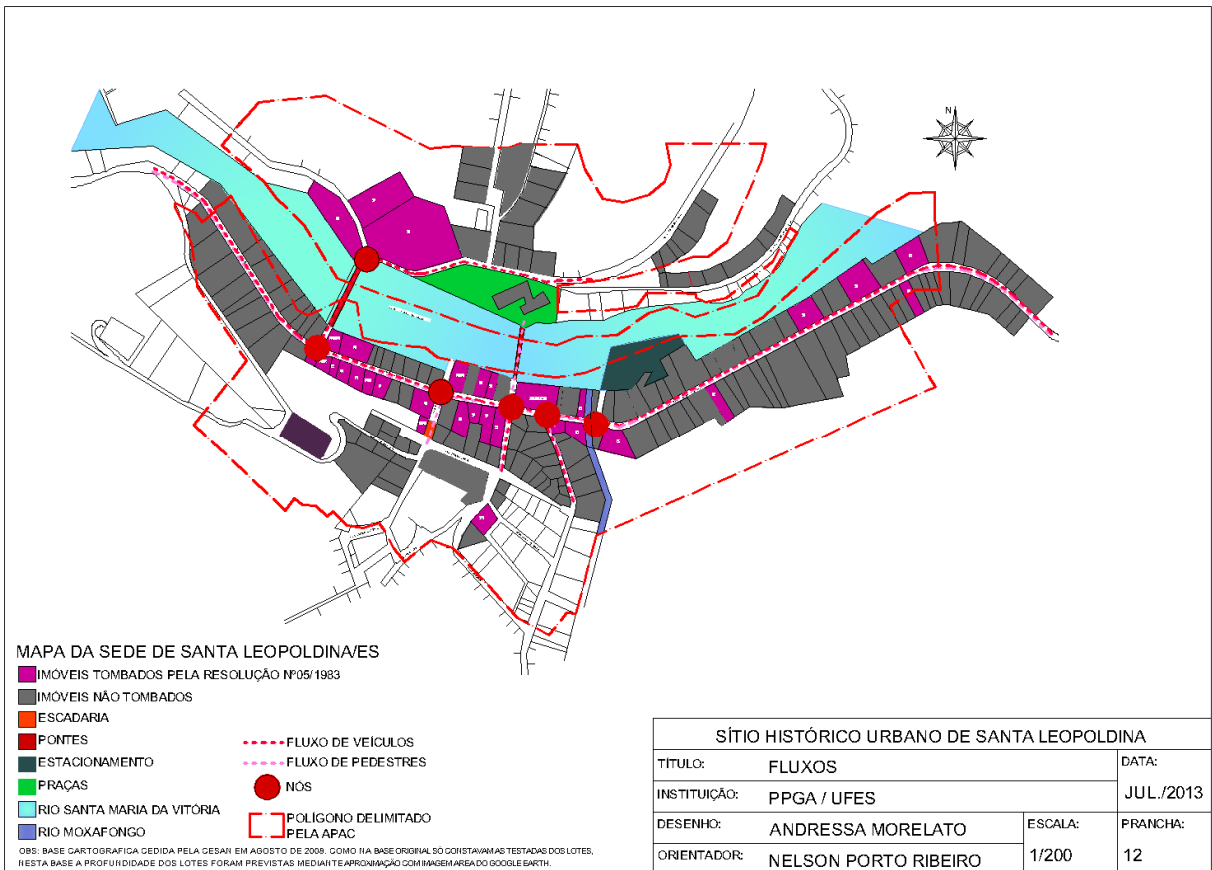 N
MAPA DA SEDE DE SANTA LEOPOLDINA/ES
IMÓVEIS TOMBADOS PELA RESOLUÇÃO Nº05/1983
IMÓVEIS NÃO TOMBADOS
ESCADARIA
PONTES
ESTACIONAMENTO
PRAÇAS
RIO SANTA MARIA DA VITÓRIA
RIO MOXAFONGO
FLUXO DE VEÍCULOS
FLUXO DE PEDESTRES
NÓS
POLÍGONO DELIMITADO
PELA APAC
OBS: BASE CARTOGRAFICA CEDIDA PELA CESAN EM AGOSTO DE 2008. COMO NA BASE ORIGINAL SÓ CONSTAVAM AS TESTADAS DOS LOTES,
NESTA BASE A PROFUNDIDADE DOS LOTES FORAM PREVISTAS MEDIANTE APROXIMAÇÃO COM IMAGEM AREA DO GOOGLE EARTH.
SÍTIO HISTÓRICO URBANO DE SANTA LEOPOLDINA
TÍTULO: FLUXOS
DATA:
JUL./2013
INSTITUIÇÃO: PPGA / UFES
DESENHO: ANDRESSA MORELATO
ESCALA:
1/200
PRANCHA:
12
ORIENTADOR: NELSON PORTO RIBEIRO